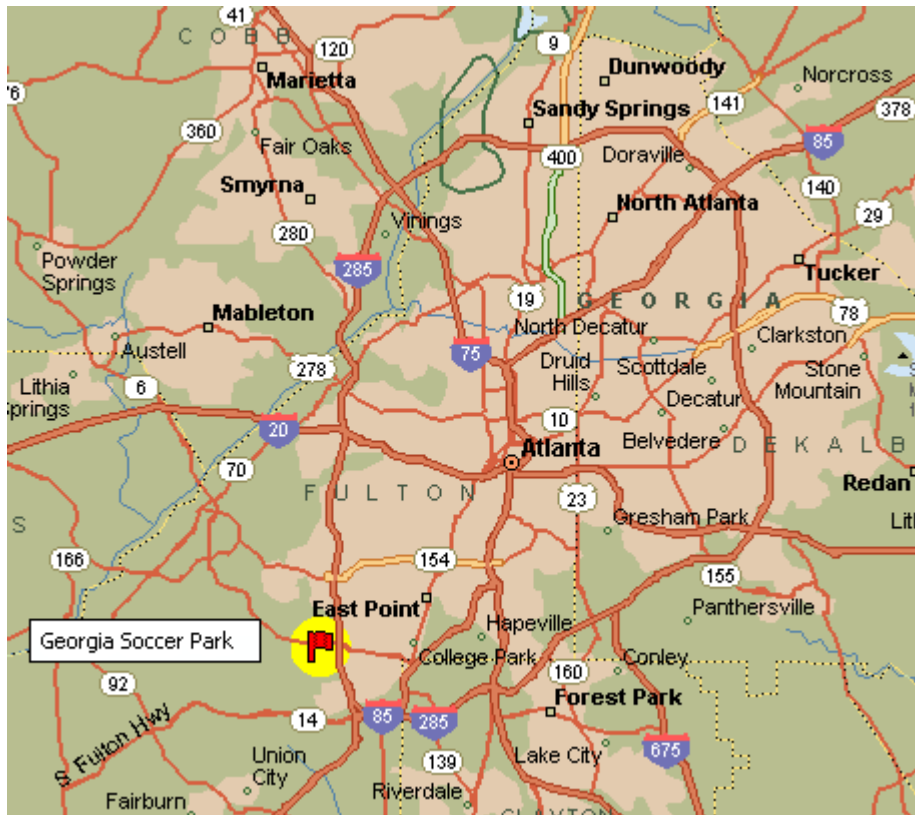 41
C O B B
120
9
Dunwoody
Marietta
Norcross
76
141
Sandy Springs
378
360
85
Fair Oaks
400
Doraville
Smyrna
140
North Atlanta
29
280
Vinings
Powder
Springs
285
Tucker
19
G E O R G I A
Mableton
78
North Decatur
Austell
75
Clarkston
278
Druid
Hills
Scottdale
Stone
Mountain
Lithia
Springs
6
Decatur
10
20
Belvedere
D E K A L B
Atlanta
70
Redan
F U L T O N
23
S
Gresham Park
Lit
166
154
155
East Point
Panthersville
Georgia Soccer Park
Hapeville
College Park
Conley
92
160
Forest Park
14
85
285
S Fulton Hwy
675
Union
City
Lake City
139
Riverdale
Fairburn
CLAYTON